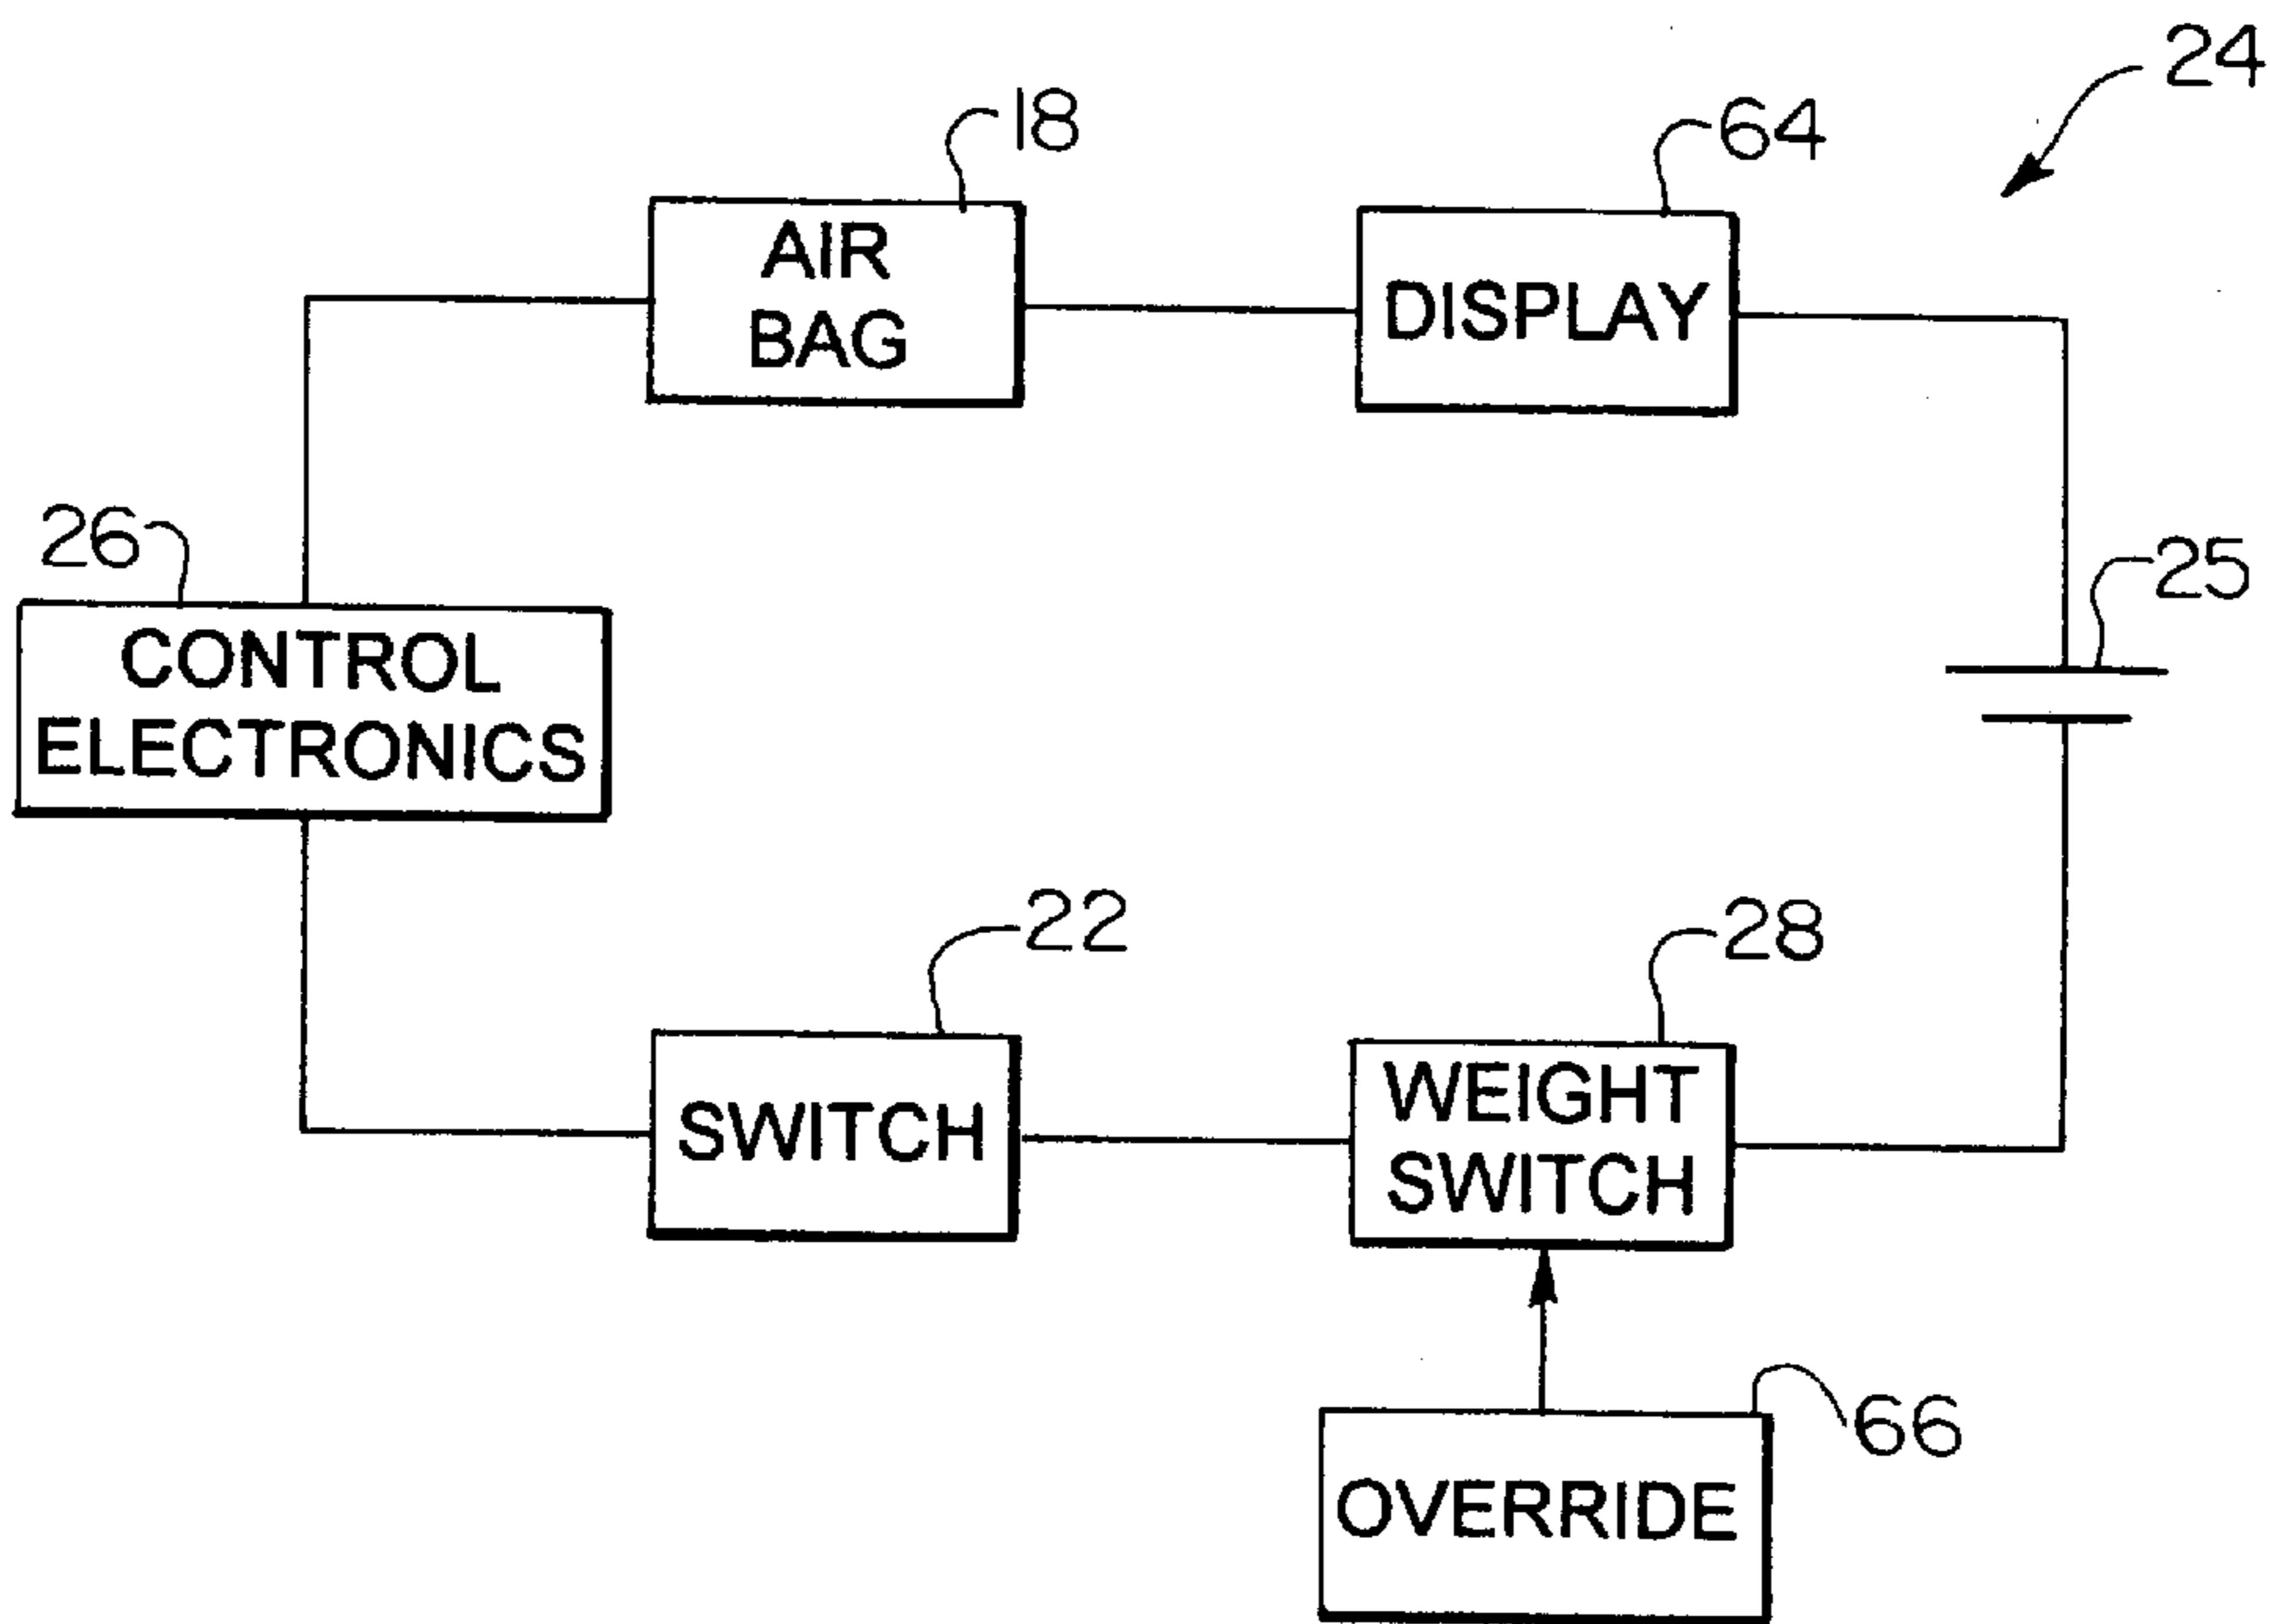 24
18
64
AIR
BAG
DISPLAY
26
25
CONTROL
ELECTRONICS
22
28
SWITCH
WEIGHT
SWITCH
66
OVERRIDE